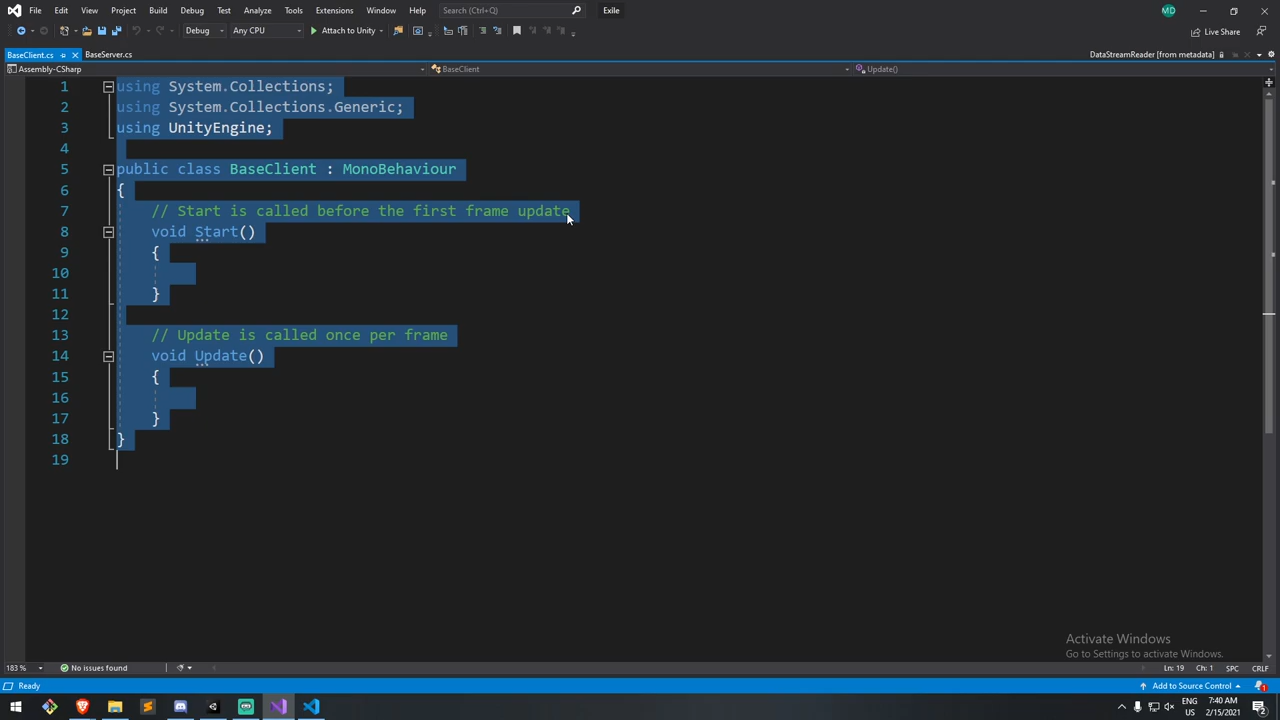 File Edit View Project Build Debug Test Analyze Tools Extensions Window Help Search (Ctrl+Q) Exile MD
Debug Any CPU Attach to Unity Live Share
BaseClient.cs BaseServer.cs DataStreamReader [from metadata]
Assembly-CSharp BaseClient Update()
1 using System.Collections;
2 using System.Collections.Generic;
3 using UnityEngine;
4
5 public class BaseClient : MonoBehaviour
6 {
7 // Start is called before the first frame update
8 void Start()
9 {
10
11 }
12
13 // Update is called once per frame
14 void Update()
15 {
16
17 }
18 }
19
Activate Windows
Go to Settings to activate Windows.
183 % No issues found Ln: 19 Ch: 1 SPC CRLF
Ready Add to Source Control 1
ENG 7:40 AM
US 2/15/2021 2